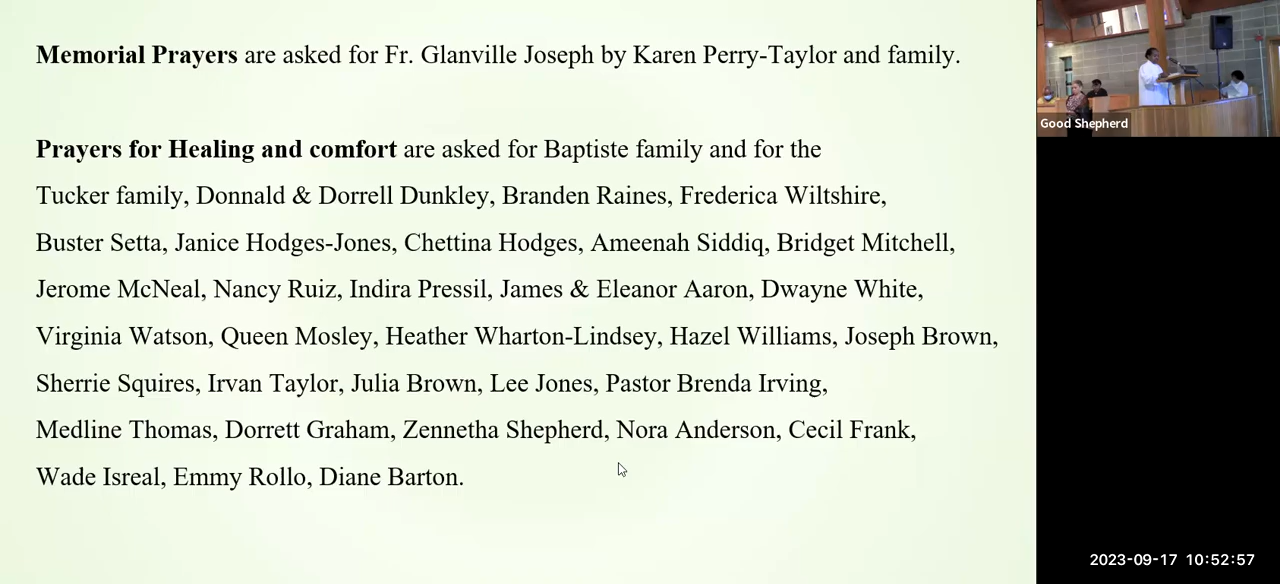 Memorial Prayers are asked for Fr. Glanville Joseph by Karen Perry-Taylor and family.
Prayers for Healing and comfort are asked for Baptiste family and for the
Tucker family, Donnald & Dorrell Dunkley, Branden Raines, Frederica Wiltshire,
Buster Setta, Janice Hodges-Jones, Chettina Hodges, Ameenah Siddiq, Bridget Mitchell,
Jerome McNeal, Nancy Ruiz, Indira Pressil, James & Eleanor Aaron, Dwayne White,
Virginia Watson, Queen Mosley, Heather Wharton-Lindsey, Hazel Williams, Joseph Brown,
Sherrie Squires, Irvan Taylor, Julia Brown, Lee Jones, Pastor Brenda Irving,
Medline Thomas, Dorrett Graham, Zennetha Shepherd, Nora Anderson, Cecil Frank,
Wade Isreal, Emmy Rollo, Diane Barton.
Good Shepherd
2023-09-17 10:52:57